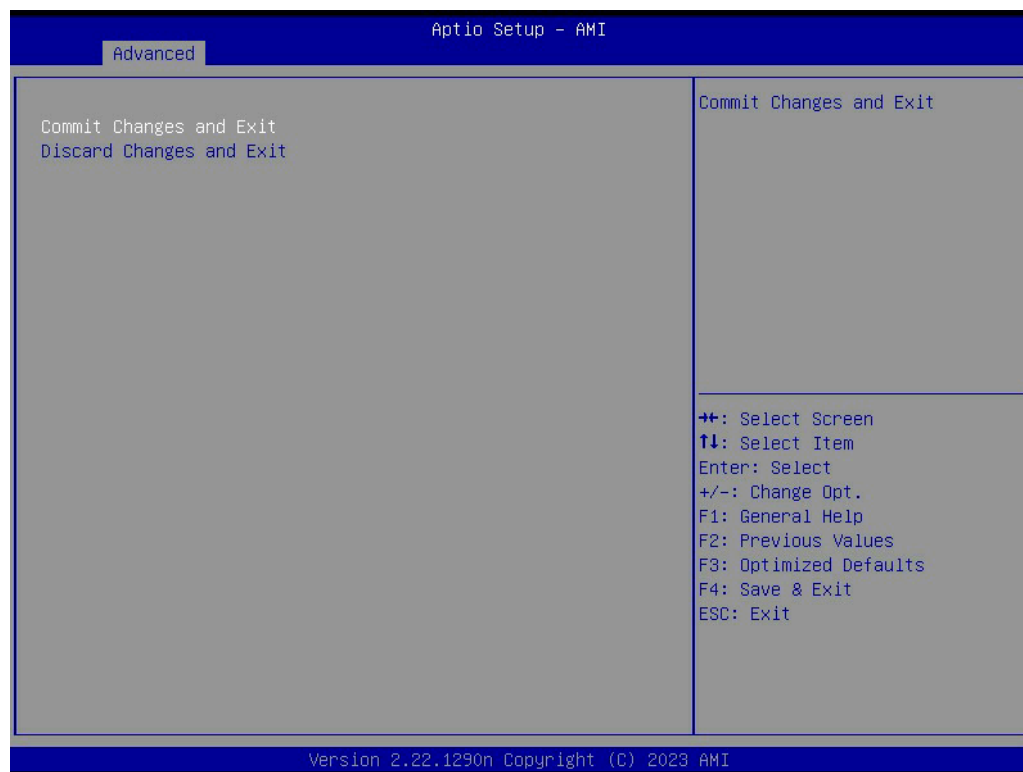 Aptio Setup – AMI
Advanced
Commit Changes and Exit
Discard Changes and Exit
Commit Changes and Exit
→←: Select Screen
↑↓: Select Item
Enter: Select
+/-: Change Opt.
F1: General Help
F2: Previous Values
F3: Optimized Defaults
F4: Save & Exit
ESC: Exit
Version 2.22.1290n Copyright (C) 2023 AMI